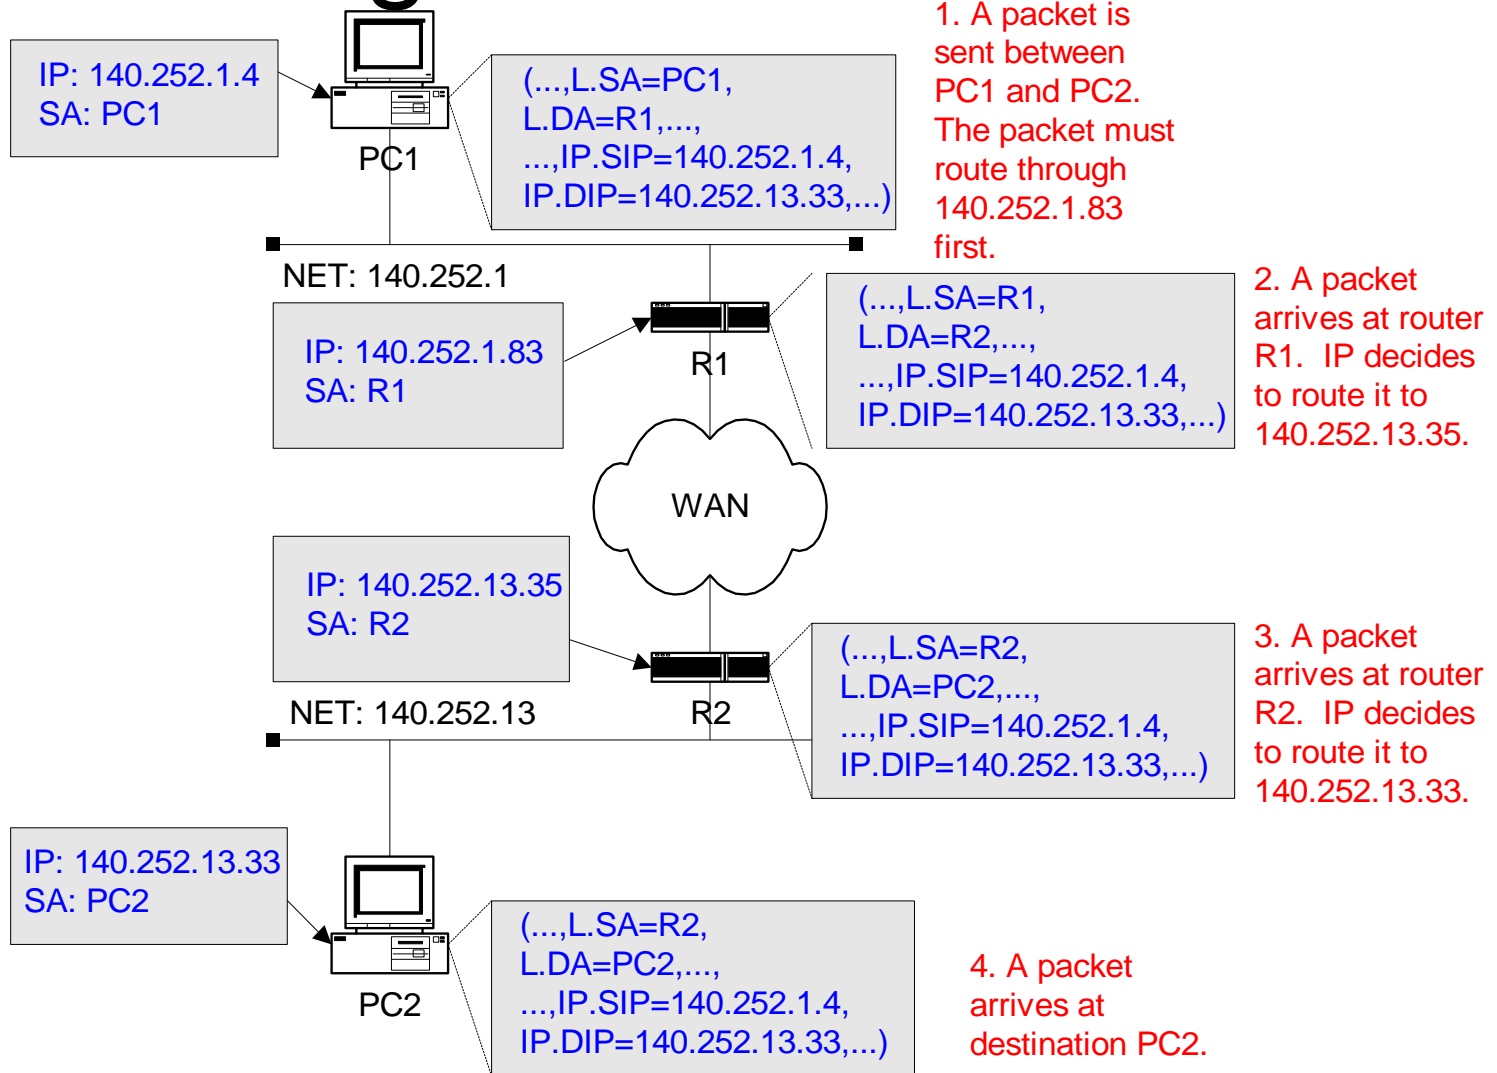 1. A packet is
sent between
PC1 and PC2.
The packet must
route through
140.252.1.83
first.
IP: 140.252.1.4
SA: PC1
(...,L.SA=PC1,
L.DA=R1,...,
...,IP.SIP=140.252.1.4,
IP.DIP=140.252.13.33,...)
PC1
NET: 140.252.1
2. A packet
arrives at router
R1. IP decides
to route it to
140.252.13.35.
(...,L.SA=R1,
L.DA=R2,...,
...,IP.SIP=140.252.1.4,
IP.DIP=140.252.13.33,...)
IP: 140.252.1.83
SA: R1
R1
WAN
IP: 140.252.13.35
SA: R2
(...,L.SA=R2,
L.DA=PC2,...,
...,IP.SIP=140.252.1.4,
IP.DIP=140.252.13.33,...)
3. A packet
arrives at router
R2. IP decides
to route it to
140.252.13.33.
NET: 140.252.13
R2
IP: 140.252.13.33
SA: PC2
(...,L.SA=R2,
L.DA=PC2,...,
...,IP.SIP=140.252.1.4,
IP.DIP=140.252.13.33,...)
PC2
4. A packet
arrives at
destination PC2.